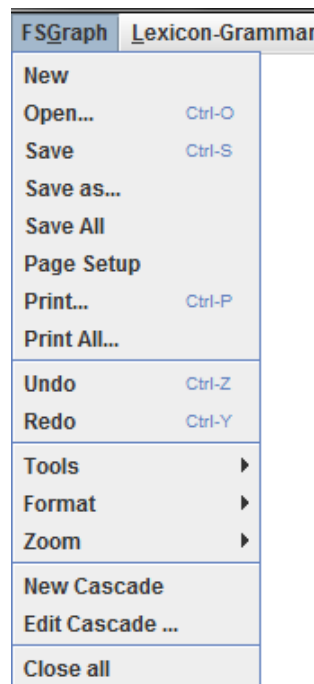 FSGraph Lexicon-Grammar
New
Open... Ctrl-O
Save Ctrl-S
Save as...
Save All
Page Setup
Print... Ctrl-P
Print All...
Undo Ctrl-Z
Redo Ctrl-Y
Tools
Format
Zoom
New Cascade
Edit Cascade ...
Close all